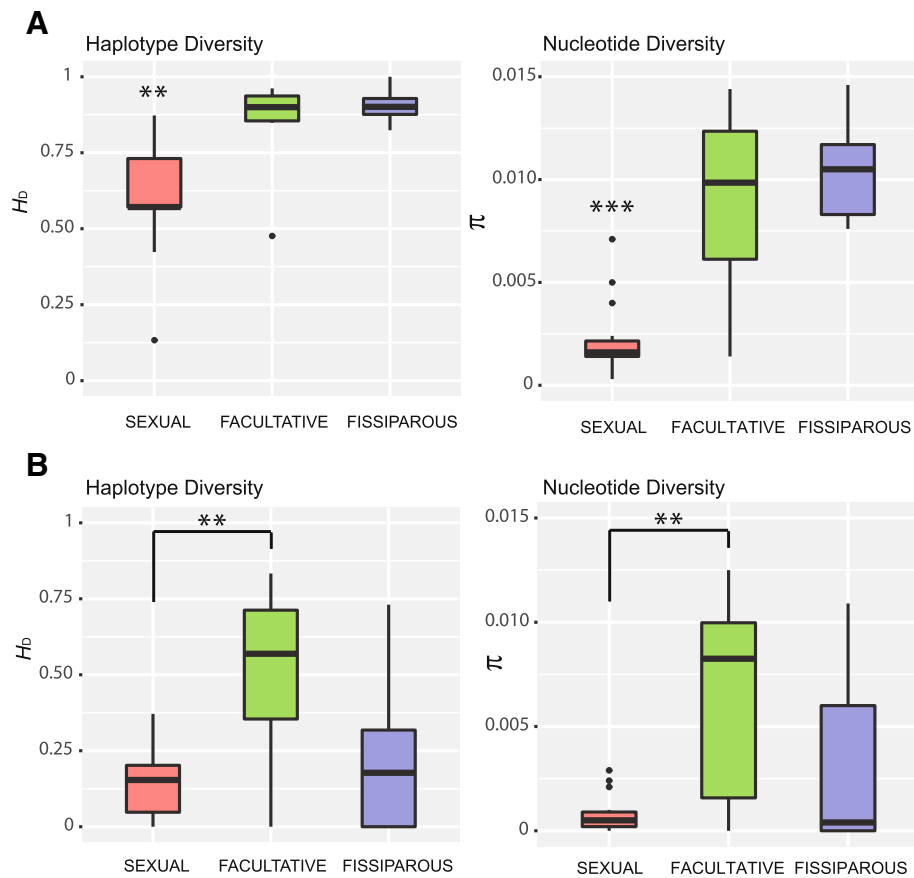 A
Haplotype Diversity
Nucleotide Diversity
1
0.75
0.50
0.25
0
HD
**
SEXUAL FACULTATIVE FISSIPAROUS
0.015
0.010
0.005
0
π
***
SEXUAL FACULTATIVE FISSIPAROUS
B
Haplotype Diversity
Nucleotide Diversity
1
0.75
0.50
0.25
0
HD
**
SEXUAL FACULTATIVE FISSIPAROUS
0.015
0.010
0.005
0
π
**
SEXUAL FACULTATIVE FISSIPAROUS